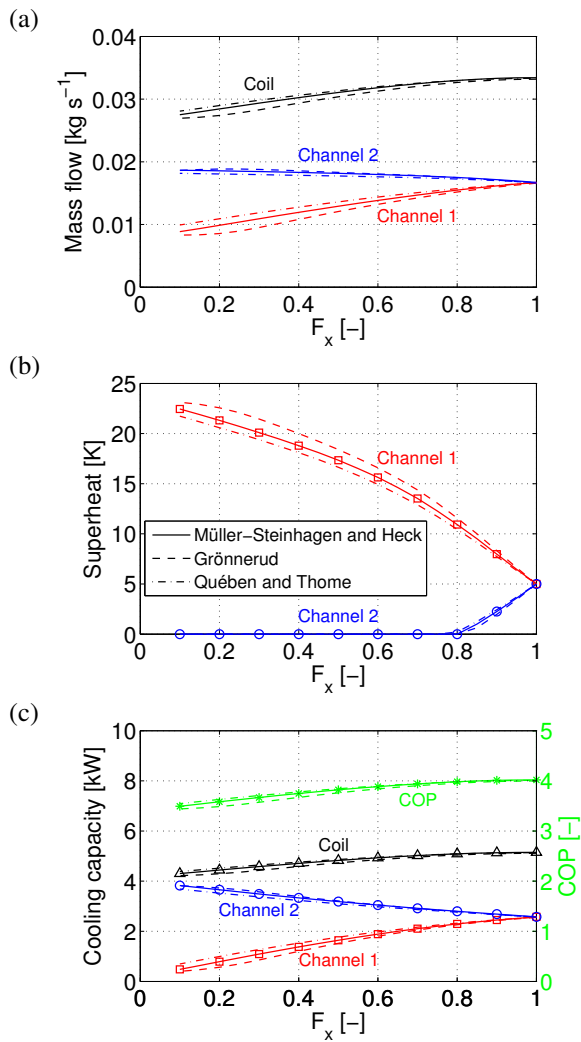 (a)
0.04
0.03
0.02
0.01
0
Mass flow [kg s⁻¹]
Coil
Channel 2
Channel 1
0
0.2
0.4
0.6
0.8
1
Fₓ [−]
(b)
25
20
15
10
5
0
Superheat [K]
Channel 1
Müller−Steinhagen and Heck
Grönnerud
Quében and Thome
Channel 2
0
0.2
0.4
0.6
0.8
1
Fₓ [−]
(c)
10
8
6
4
2
0
Cooling capacity [kW]
COP
Coil
Channel 2
Channel 1
5
4
3
2
1
0
COP [−]
0
0.2
0.4
0.6
0.8
1
Fₓ [−]